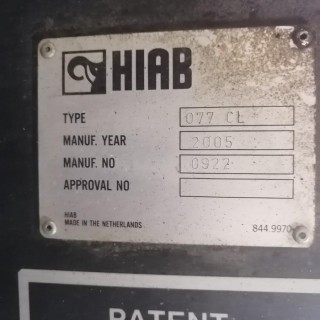 HIAB
TYPE 077 CL
MANUF. YEAR 2005
MANUF. NO 0922
APPROVAL NO
HIAB
MADE IN THE NETHERLANDS
844.9970
PATENT